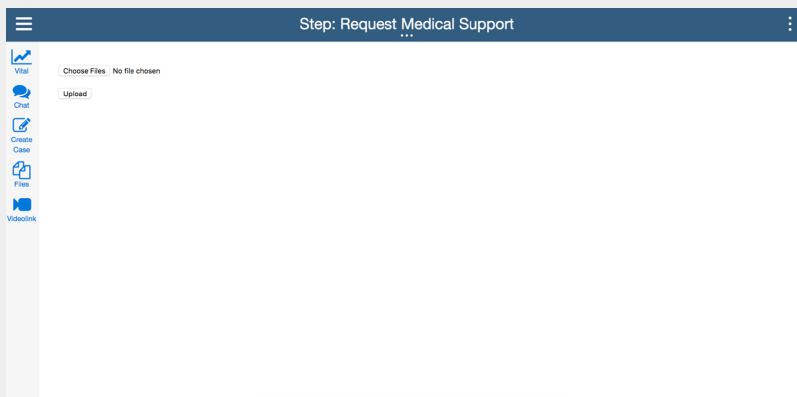 Step: Request Medical Support
Vital
Chat
Create
Case
Files
Videolink
Choose Files No file chosen
Upload